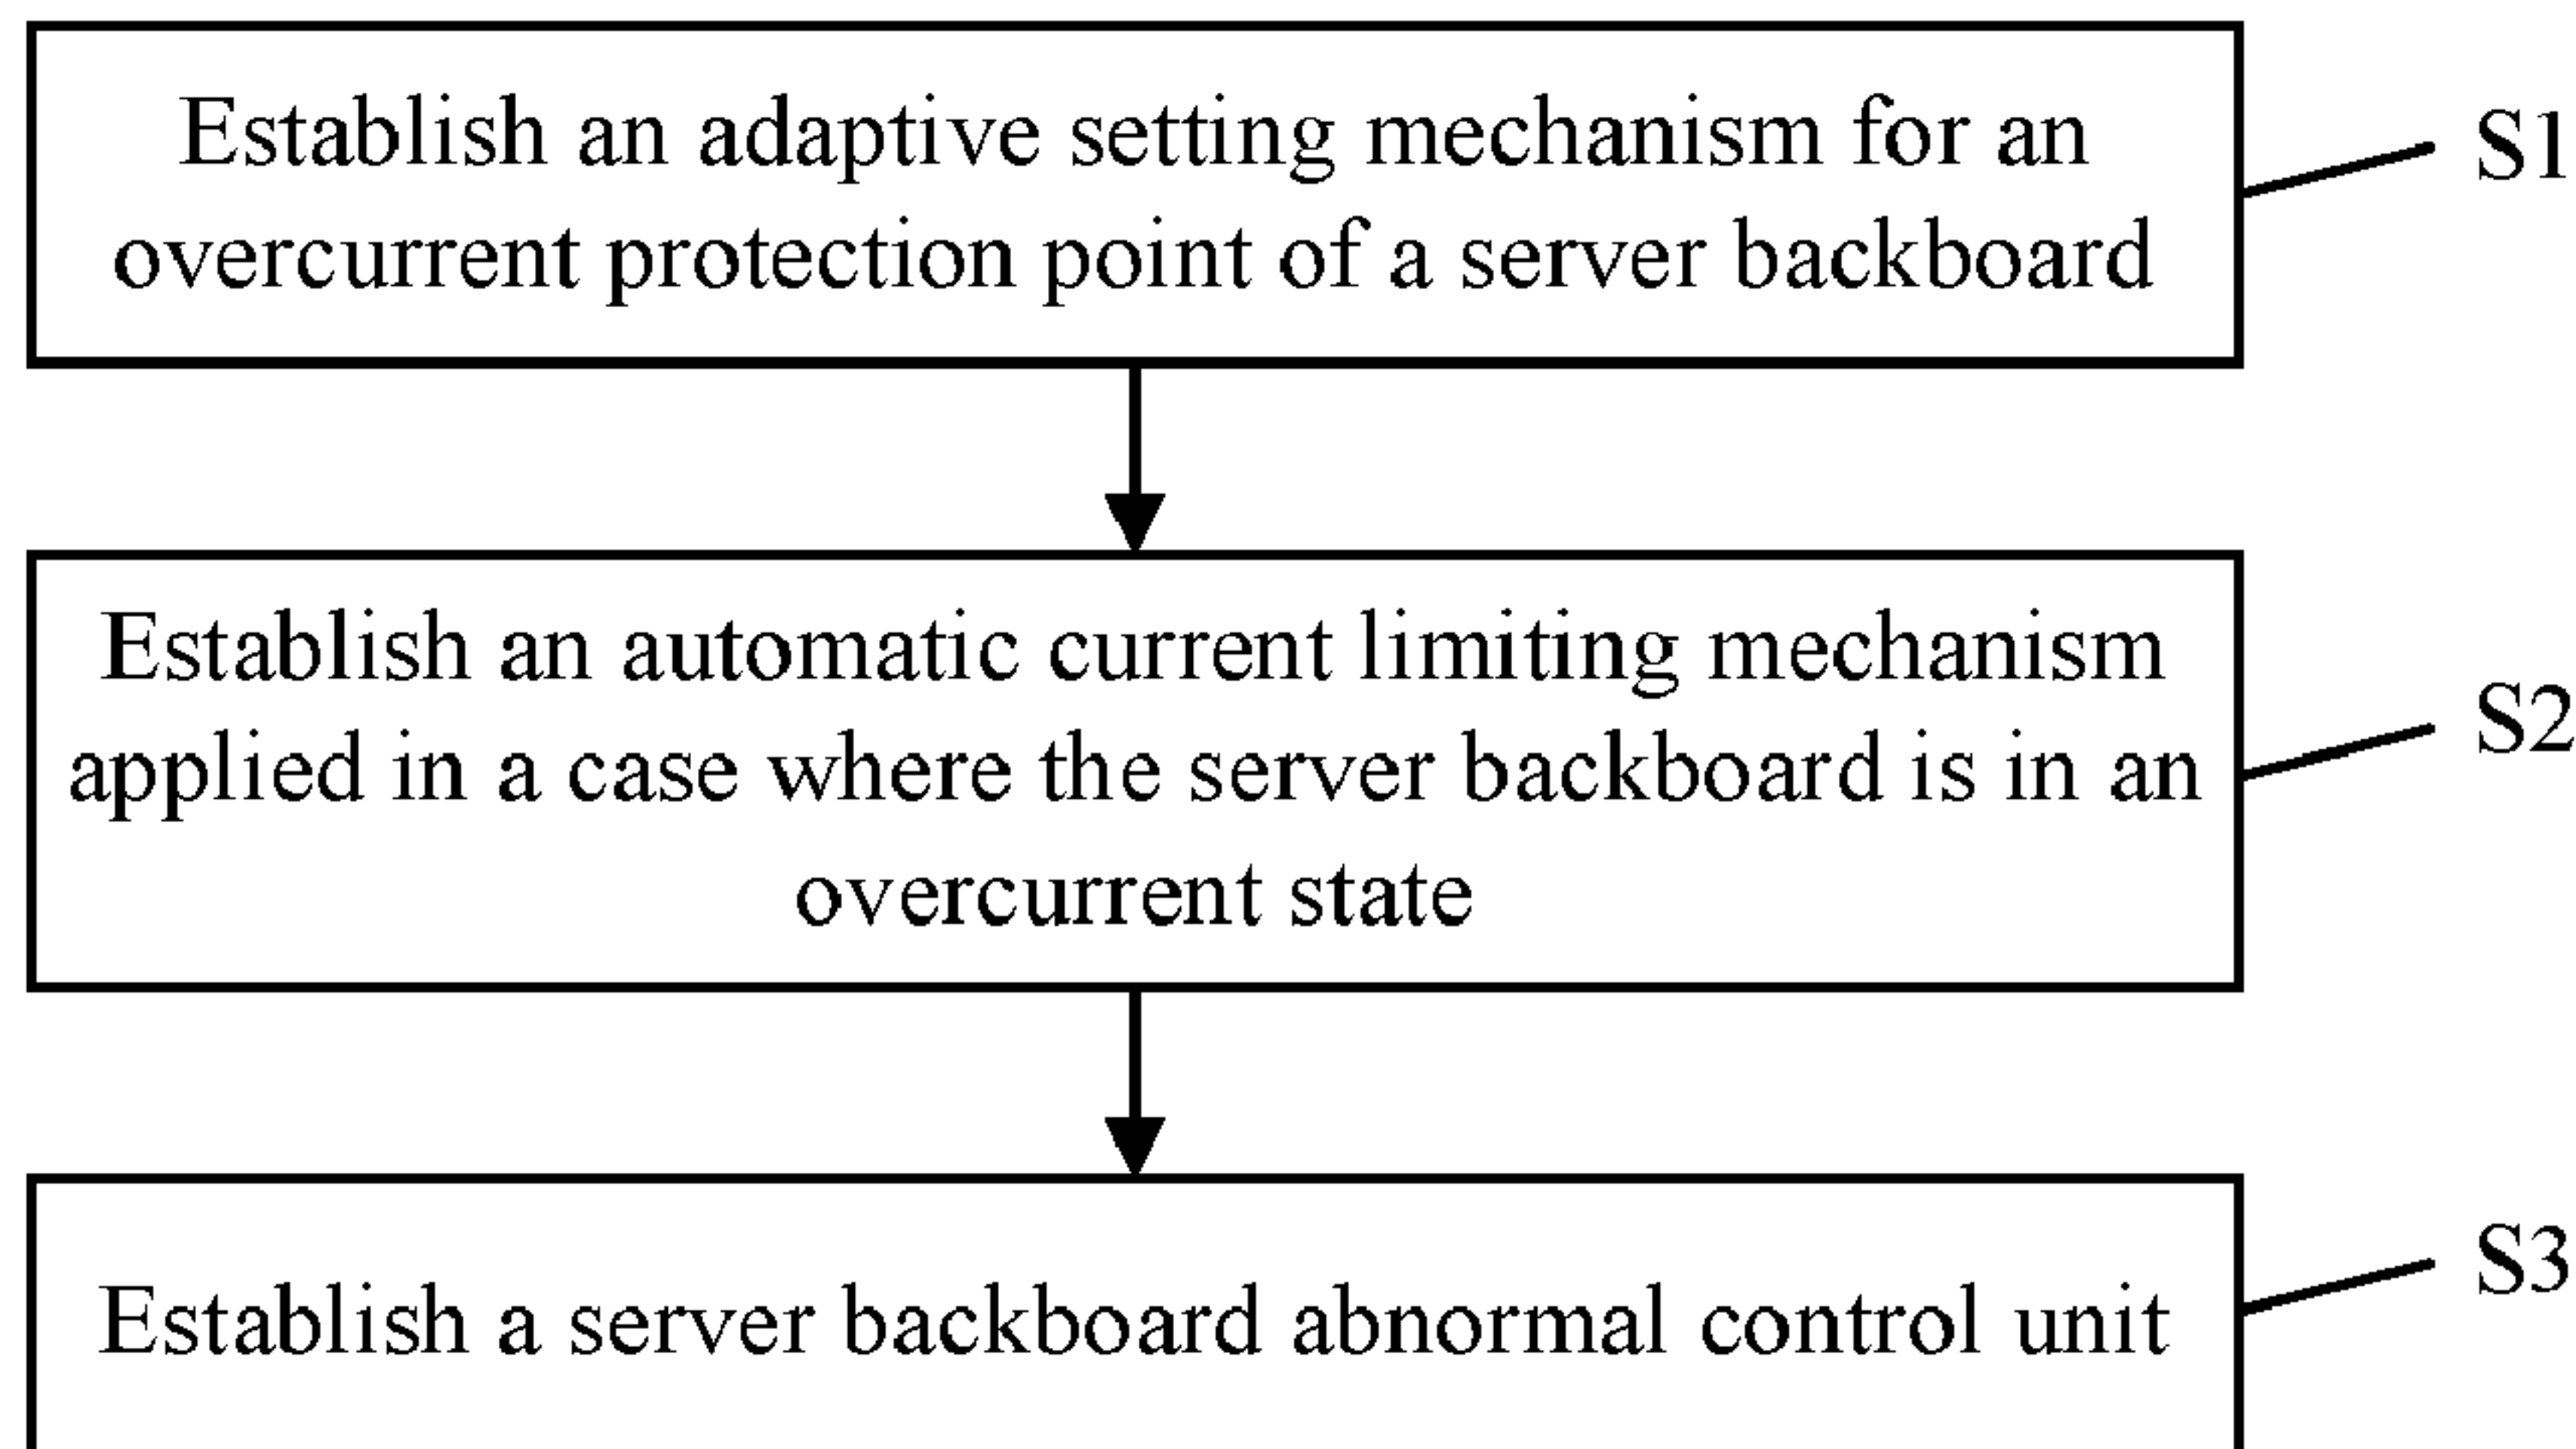 Establish an adaptive setting mechanism for an
overcurrent protection point of a server backboard
S1
Establish an automatic current limiting mechanism
applied in a case where the server backboard is in an
overcurrent state
S2
Establish a server backboard abnormal control unit
S3